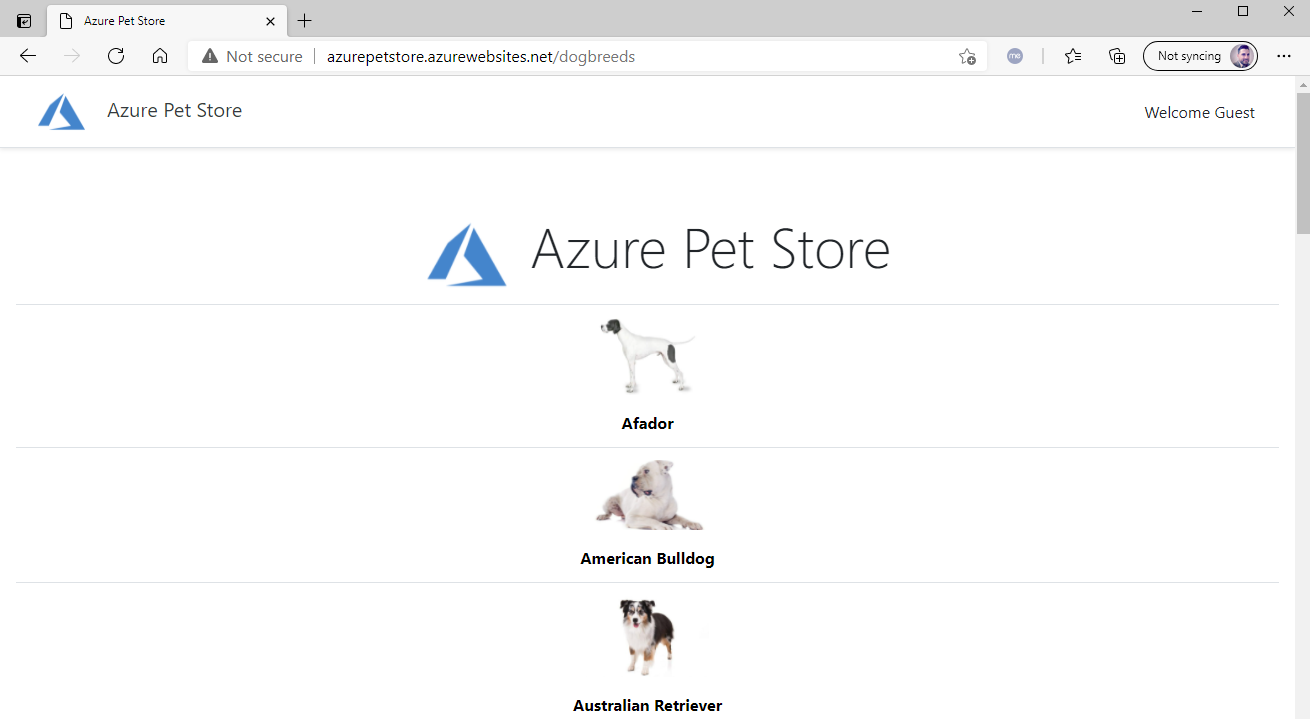 Azure Pet Store
Not secure azurepetstore.azurewebsites.net/dogbreeds
me
Not syncing
Azure Pet Store
Welcome Guest
Azure Pet Store
Afador
American Bulldog
Australian Retriever